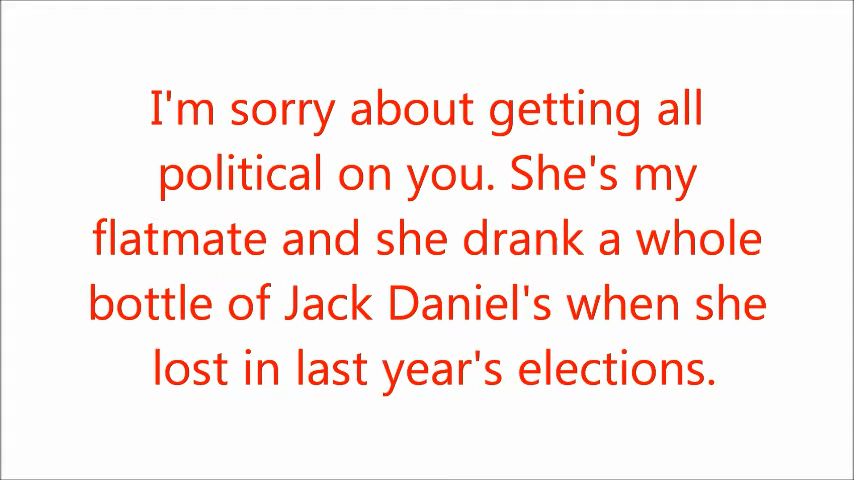 I'm sorry about getting all
political on you. She's my
flatmate and she drank a whole
bottle of Jack Daniel's when she
lost in last year's elections.